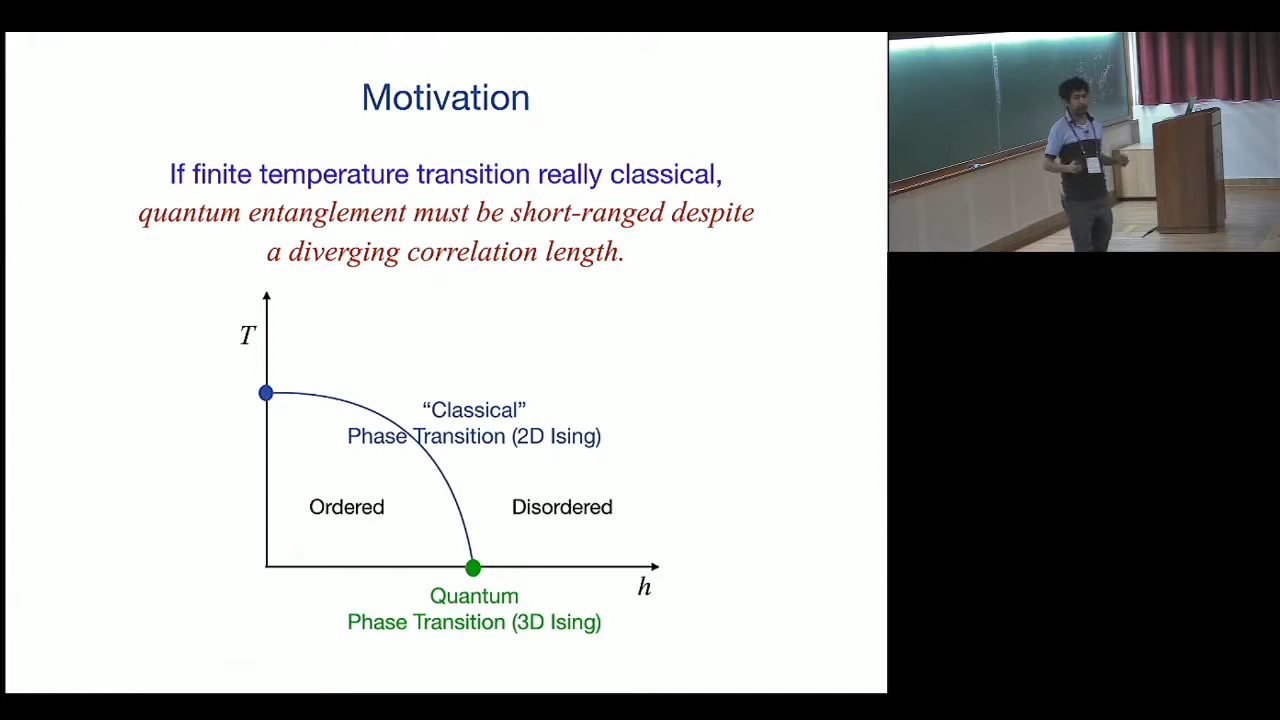 Motivation
If finite temperature transition really classical,
quantum entanglement must be short-ranged despite
a diverging correlation length.
T
“Classical”
Phase Transition (2D Ising)
Ordered
Disordered
h
Quantum
Phase Transition (3D Ising)